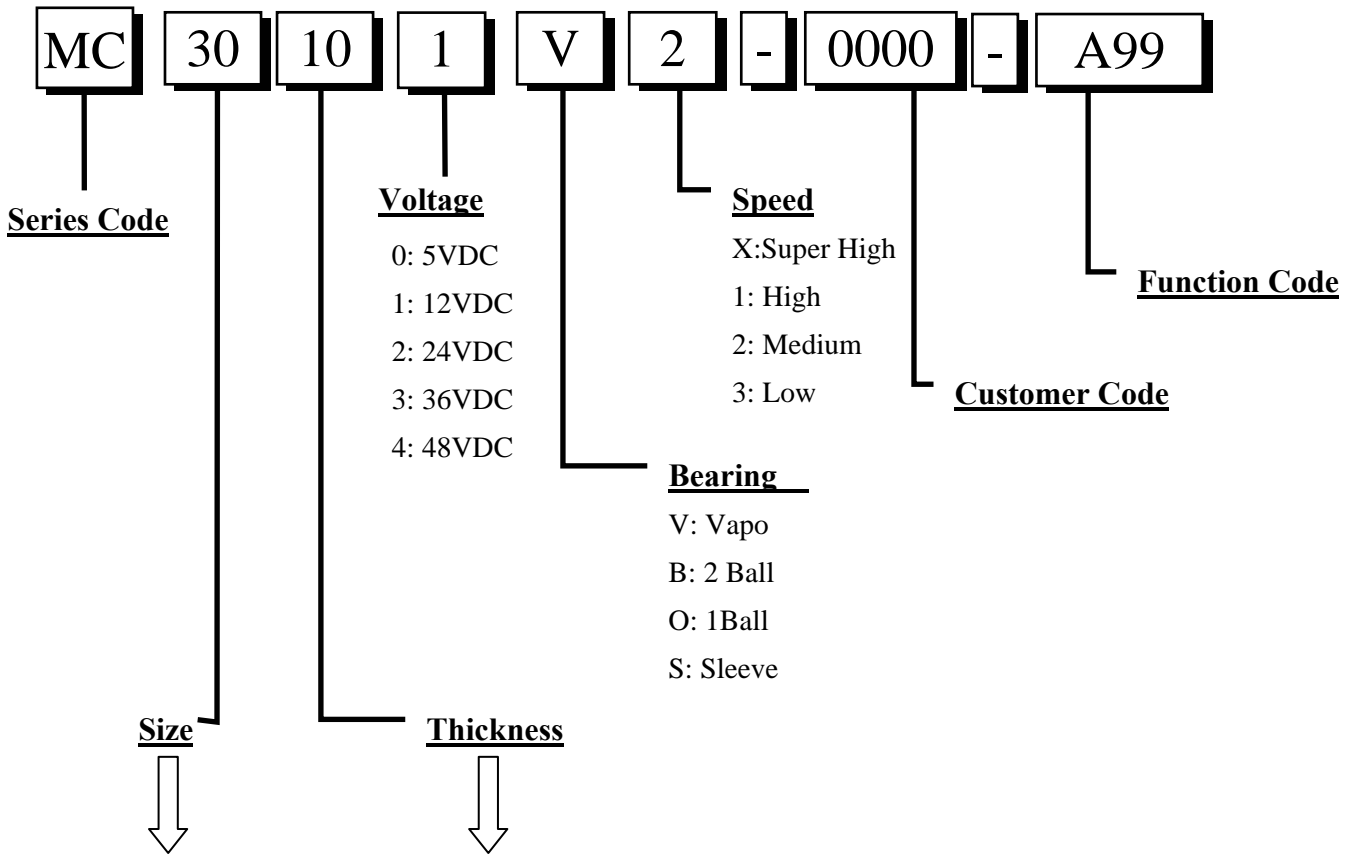 MC 30 10 1 V 2 - 0000 - A99
Series Code
Voltage
0: 5VDC
1: 12VDC
2: 24VDC
3: 36VDC
4: 48VDC
Speed
X:Super High
1: High
2: Medium
3: Low
Function Code
Customer Code
Bearing
V: Vapo
B: 2 Ball
O: 1Ball
S: Sleeve
Size
Thickness